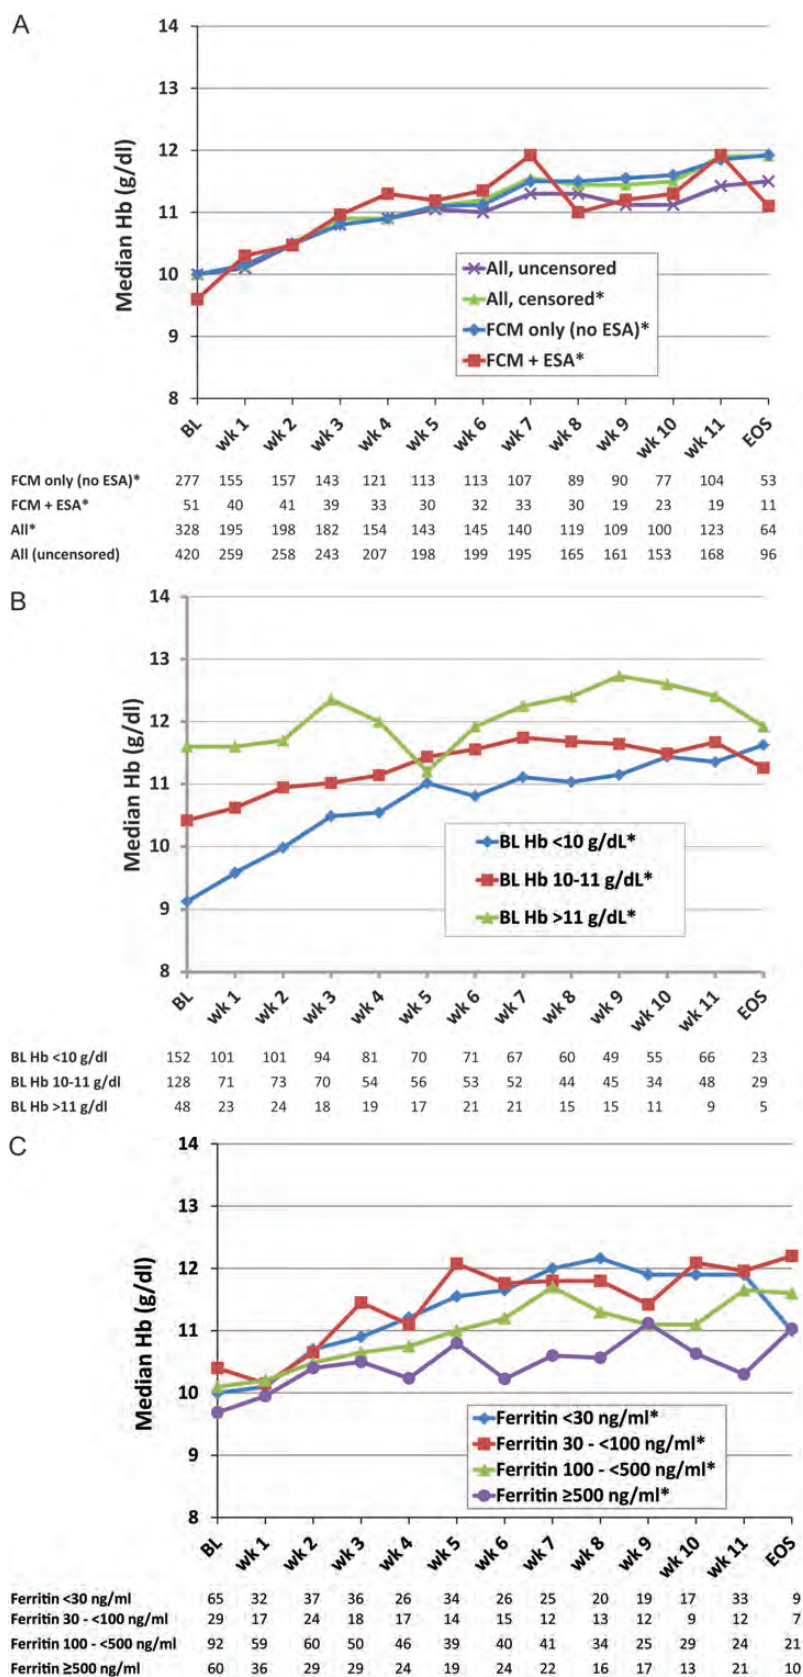 A
14
13
12
11
10
9
8
Median Hb (g/dl)
All, uncensored
All, censored*
FCM only (no ESA)*
FCM + ESA*
BL wk 1 wk 2 wk 3 wk 4 wk 5 wk 6 wk 7 wk 8 wk 9 wk 10 wk 11 EOS
FCM only (no ESA)* 277 155 157 143 121 113 113 107 89 90 77 104 53
FCM + ESA* 51 40 41 39 33 30 32 33 30 19 23 19 11
All* 328 195 198 182 154 143 145 140 119 109 100 123 64
All (uncensored) 420 259 258 243 207 198 199 195 165 161 153 168 96
B
14
13
12
11
10
9
8
Median Hb (g/dl)
BL Hb <10 g/dL*
BL Hb 10-11 g/dL*
BL Hb >11 g/dL*
BL wk 1 wk 2 wk 3 wk 4 wk 5 wk 6 wk 7 wk 8 wk 9 wk 10 wk 11 EOS
BL Hb <10 g/dl 152 101 101 94 81 70 71 67 60 49 55 66 23
BL Hb 10-11 g/dl 128 71 73 70 54 56 53 52 44 45 34 48 29
BL Hb >11 g/dl 48 23 24 18 19 17 21 21 15 15 11 9 5
C
14
13
12
11
10
9
8
Median Hb (g/dl)
Ferritin <30 ng/ml*
Ferritin 30 - <100 ng/ml*
Ferritin 100 - <500 ng/ml*
Ferritin ≥500 ng/ml*
BL wk 1 wk 2 wk 3 wk 4 wk 5 wk 6 wk 7 wk 8 wk 9 wk 10 wk 11 EOS
Ferritin <30 ng/ml 65 32 37 36 26 34 26 25 20 19 17 33 9
Ferritin 30 - <100 ng/ml 29 17 24 18 17 14 15 12 13 12 9 12 7
Ferritin 100 - <500 ng/ml 92 59 60 50 46 39 40 41 34 25 29 24 21
Ferritin ≥500 ng/ml 60 36 29 29 24 19 24 22 16 17 13 21 10